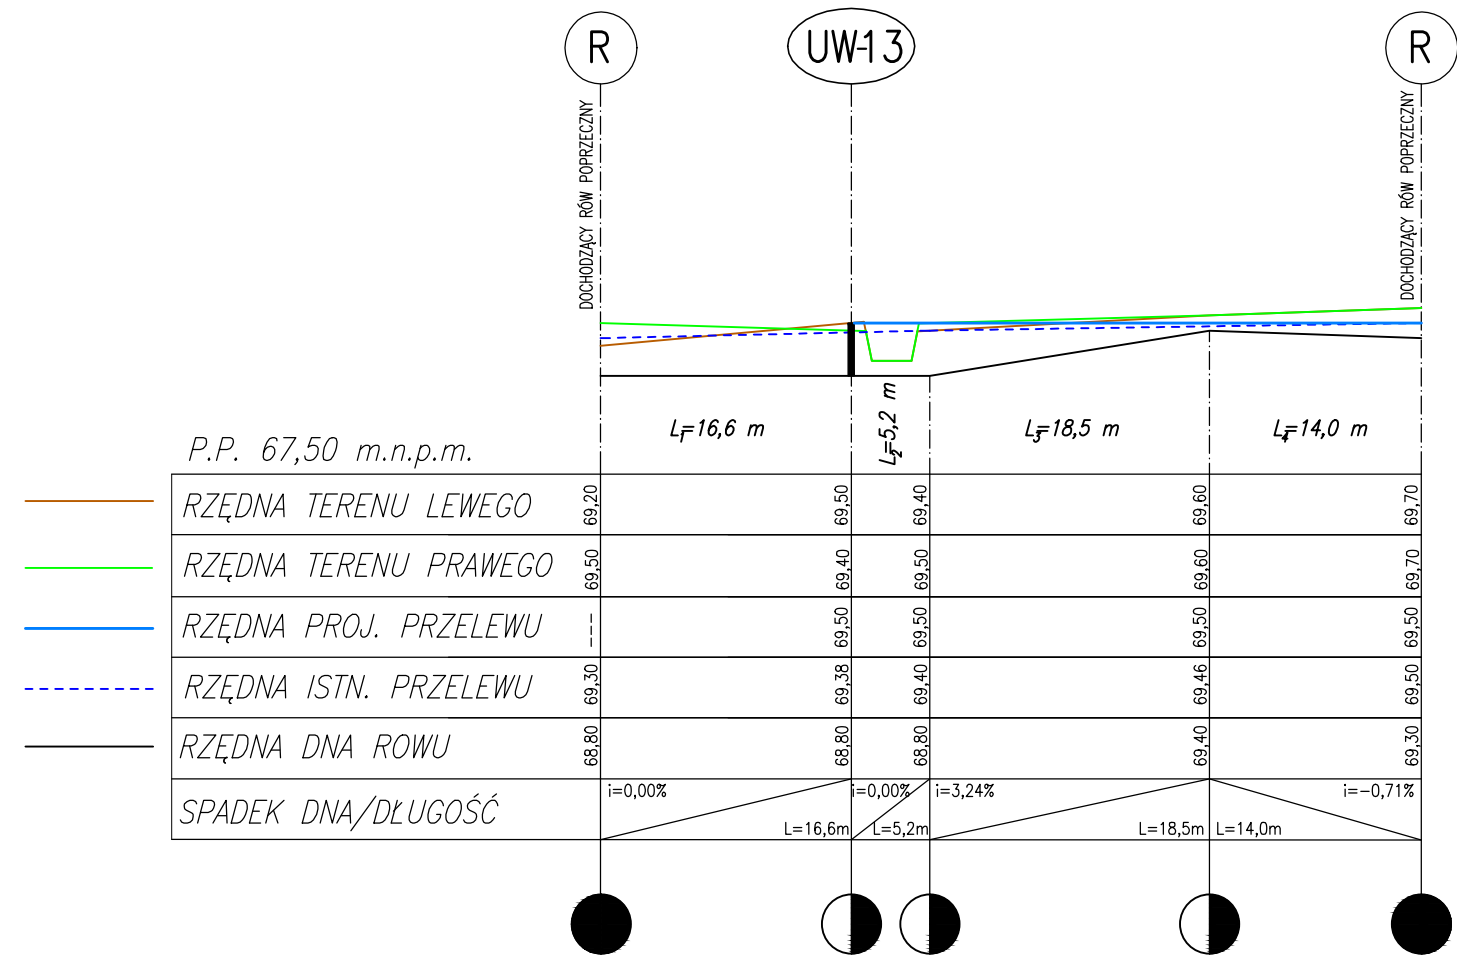 R
UW-13
R
DOCHODZĄCY RÓW POPRZECZNY
DOCHODZĄCY RÓW POPRZECZNY
L1=16,6 m
L2=5,2 m
L3=18,5 m
L4=14,0 m
P.P. 67,50 m.n.p.m.
RZĘDNA TERENU LEWEGO 69,20 69,50 69,40 69,60 69,70
RZĘDNA TERENU PRAWEGO 69,50 69,40 69,50 69,60 69,70
RZĘDNA PROJ. PRZELEWU --- 69,50 69,50 69,50 69,50
RZĘDNA ISTN. PRZELEWU 69,30 69,38 69,40 69,46 69,50
RZĘDNA DNA ROWU 68,80 68,80 68,80 69,40 69,30
SPADEK DNA/DŁUGOŚĆ
i=0,00% i=0,00% i=3,24% i=-0,71%
L=16,6m L=5,2m L=18,5m L=14,0m